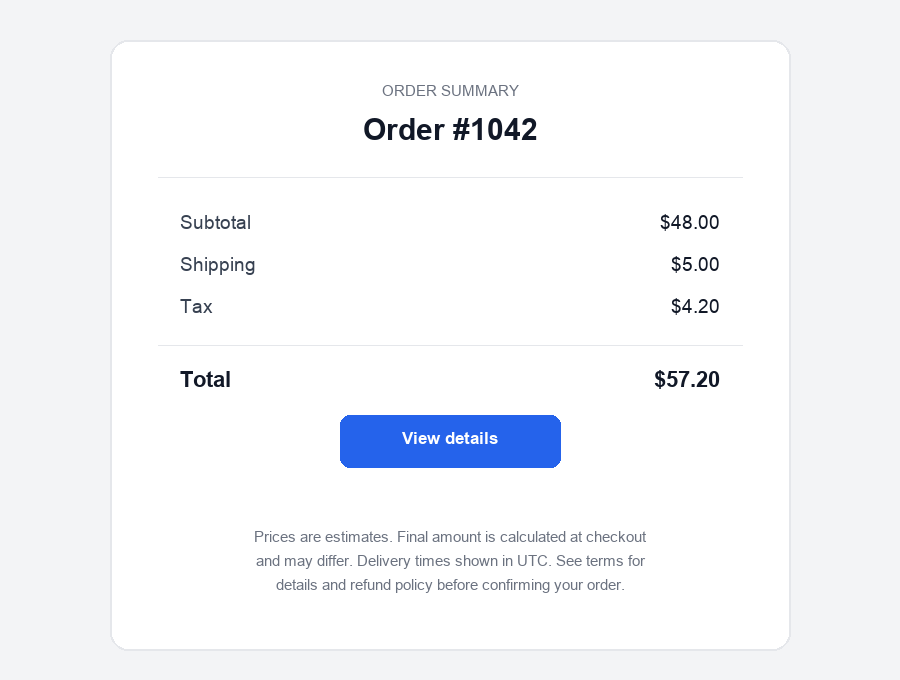 ORDER SUMMARY
Order #1042
Subtotal $48.00
Shipping $5.00
Tax $4.20
Total $57.20
View details
Prices are estimates. Final amount is calculated at checkout
and may differ. Delivery times shown in UTC. See terms for
details and refund policy before confirming your order.